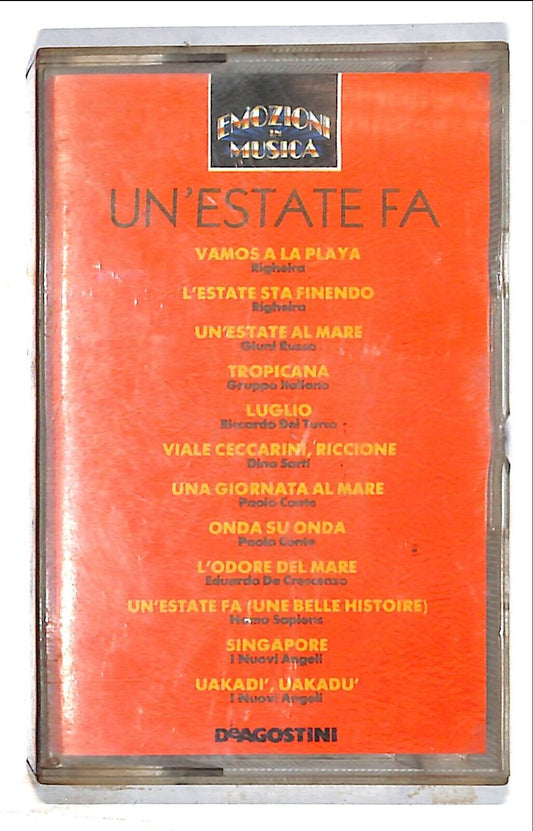 EMOZIONI
IN
MUSICA
UN'ESTATE FA
VAMOS A LA PLAYA
Righeira
L'ESTATE STA FINENDO
Righeira
UN'ESTATE AL MARE
Giuni Russo
TROPICANA
Gruppo Italiano
LUGLIO
Riccardo Del Turco
VIALE CECCARINI, RICCIONE
Dino Sarti
UNA GIORNATA AL MARE
Paolo Conte
ONDA SU ONDA
Paolo Conte
L'ODORE DEL MARE
Eduardo De Crescenzo
UN'ESTATE FA (UNE BELLE HISTOIRE)
Homo Sapiens
SINGAPORE
I Nuovi Angeli
UAKADI', UAKADU'
I Nuovi Angeli
DeAGOSTINI